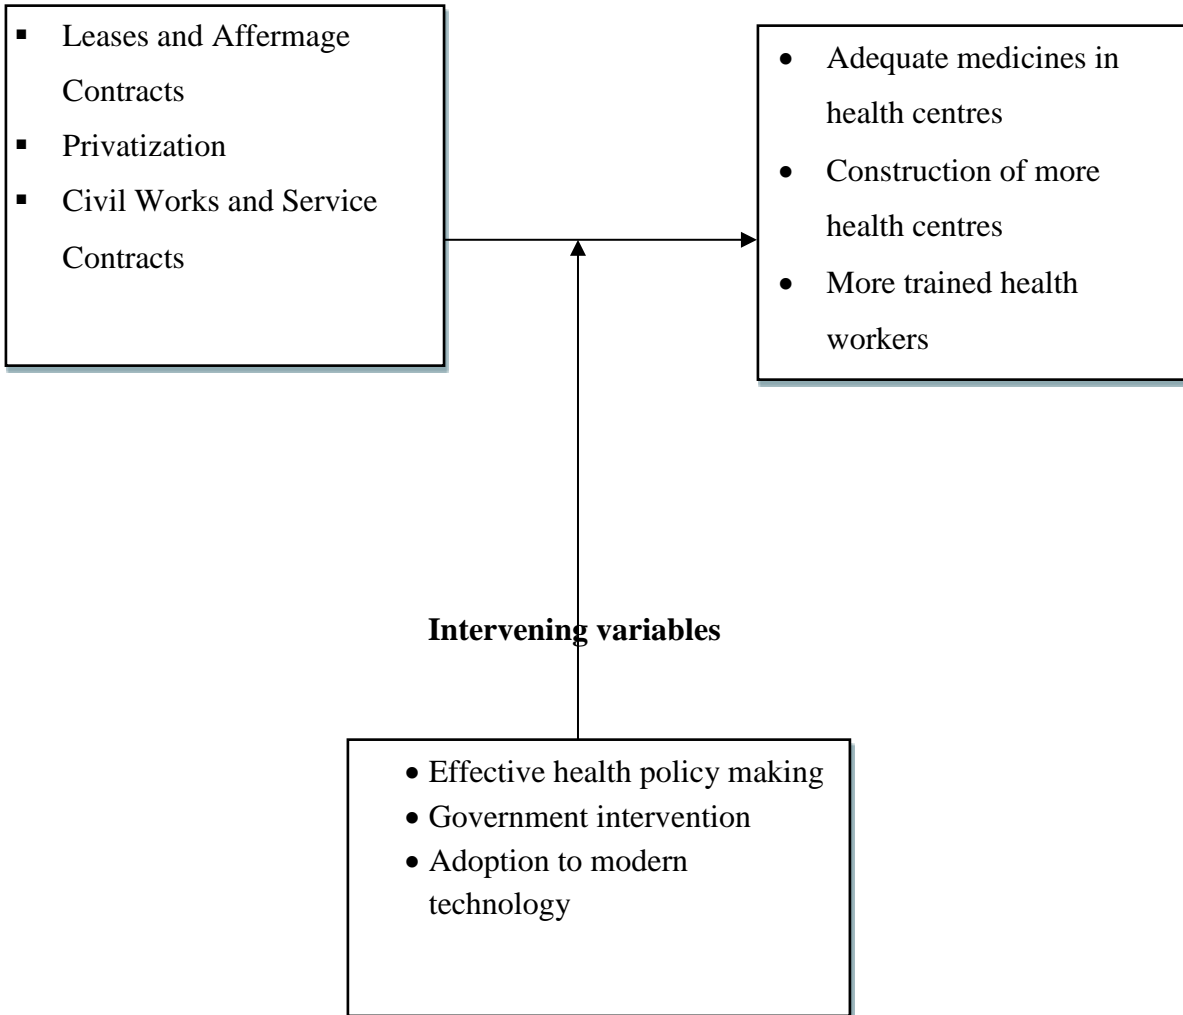 ▪ Leases and Affermage
Contracts
▪ Privatization
▪ Civil Works and Service
Contracts
• Adequate medicines in
health centres
• Construction of more
health centres
• More trained health
workers
Intervening variables
• Effective health policy making
• Government intervention
• Adoption to modern
technology